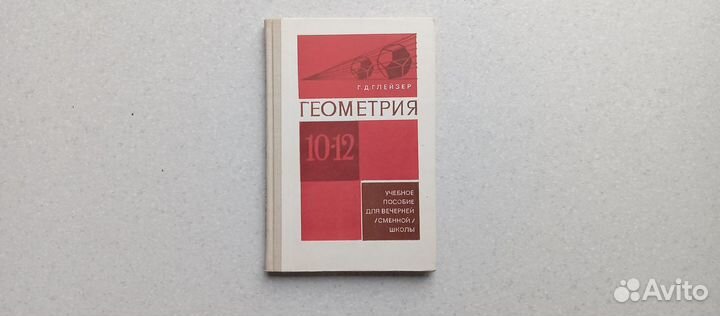 Г.Д.ГЛЕЙЗЕР
ГЕОМЕТРИЯ
10-12
УЧЕБНОЕ
ПОСОБИЕ
ДЛЯ ВЕЧЕРНЕЙ
/СМЕННОЙ/
ШКОЛЫ
Avito